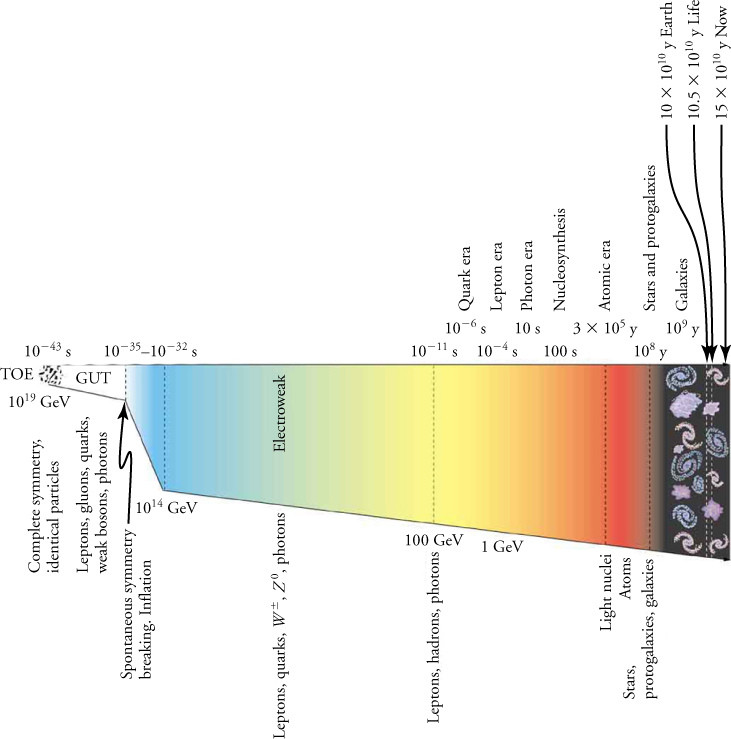 10 × 10¹⁰ y Earth
10.5 × 10¹⁰ y Life
15 × 10¹⁰ y Now
Quark era
Lepton era
Photon era
Nucleosynthesis
Atomic era
Stars and protogalaxies
Galaxies
10⁻⁶ s
10 s
3 × 10⁵ y
10⁹ y
10⁻⁴³ s
10⁻³⁵–10⁻³² s
10⁻¹¹ s
10⁻⁴ s
100 s
10⁸ y
TOE
GUT
10¹⁹ GeV
Electroweak
10¹⁴ GeV
100 GeV
1 GeV
Complete symmetry,
identical particles
Leptons, gluons, quarks,
weak bosons, photons
Spontaneous symmetry
breaking. Inflation
Leptons, quarks, W±, Z⁰, photons
Leptons, hadrons, photons
Light nuclei
Atoms
Stars,
protogalaxies, galaxies